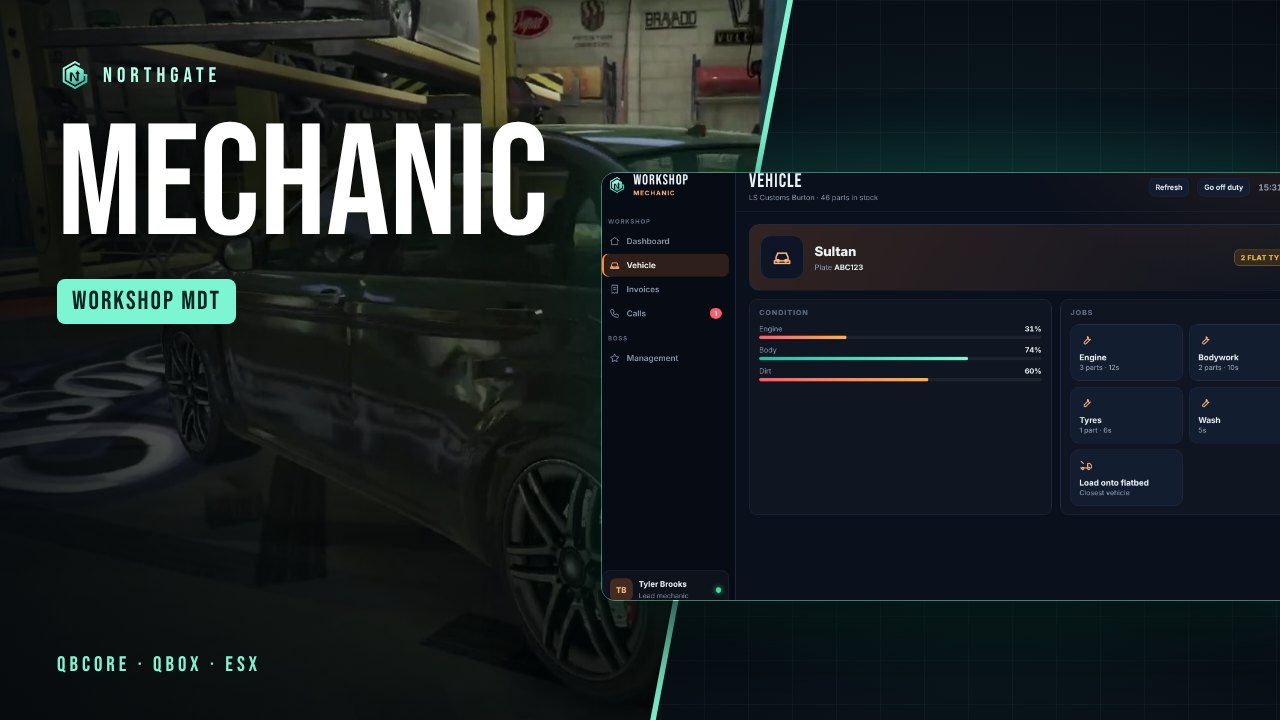 NORTHGATE
MECHANIC
WORKSHOP MDT
QBCORE · QBOX · ESX
BRAVADO
WORKSHOP
MECHANIC
WORKSHOP
Dashboard
Vehicle
Invoices
Calls
1
BOSS
Management
TB
Tyler Brooks
Lead mechanic
VEHICLE
LS Customs Burton · 46 parts in stock
Refresh
Go off duty
15:31
Sultan
Plate ABC123
2 FLAT TY
CONDITION
Engine
31%
Body
74%
Dirt
60%
JOBS
Engine
3 parts · 12s
Bodywork
2 parts · 10s
Tyres
1 part · 6s
Wash
5s
Load onto flatbed
Closest vehicle